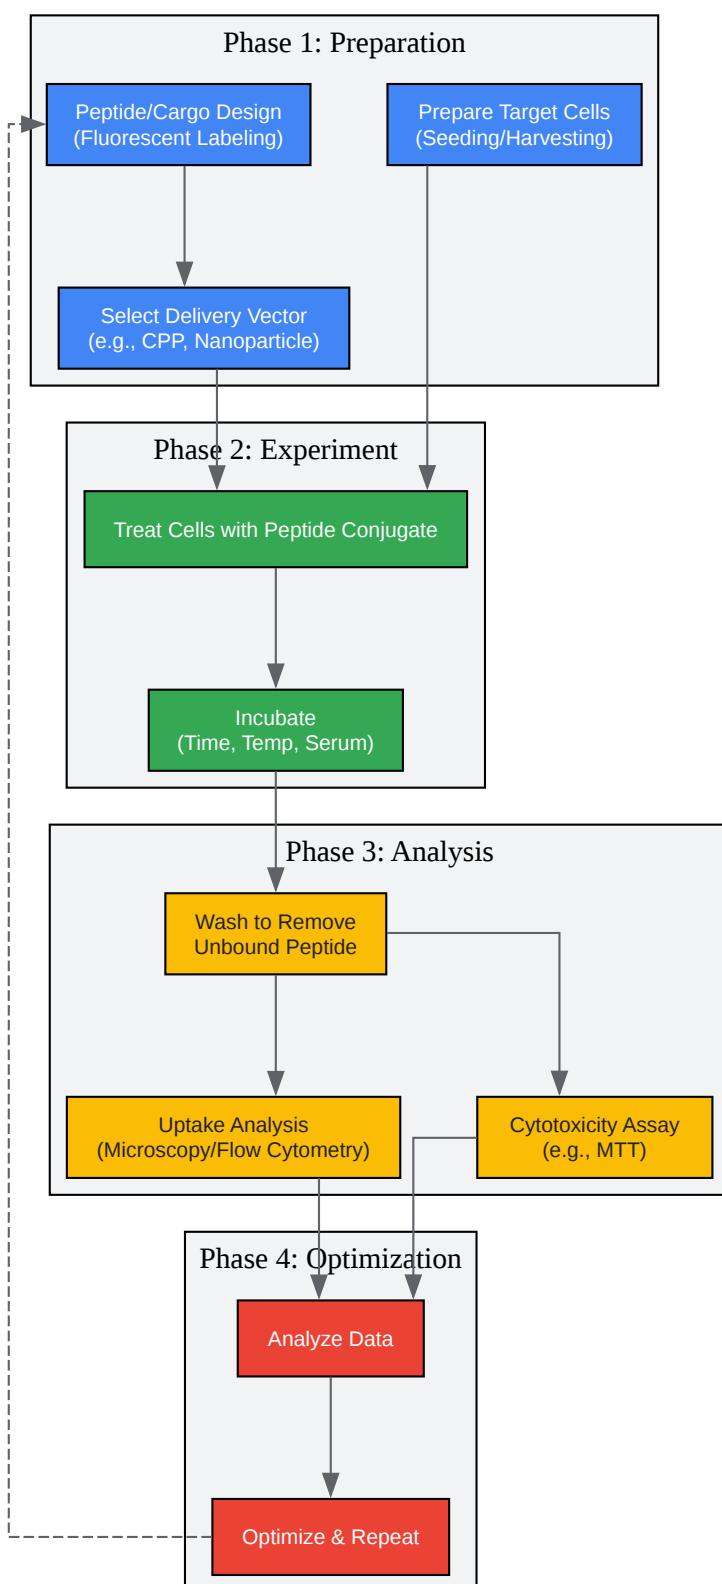 Phase 1: Preparation
Peptide/Cargo Design
(Fluorescent Labeling)
Prepare Target Cells
(Seeding/Harvesting)
Select Delivery Vector
(e.g., CPP, Nanoparticle)
Phase 2: Experiment
Treat Cells with Peptide Conjugate
Incubate
(Time, Temp, Serum)
Phase 3: Analysis
Wash to Remove
Unbound Peptide
Uptake Analysis
(Microscopy/Flow Cytometry)
Cytotoxicity Assay
(e.g., MTT)
Phase 4: Optimization
Analyze Data
Optimize & Repeat